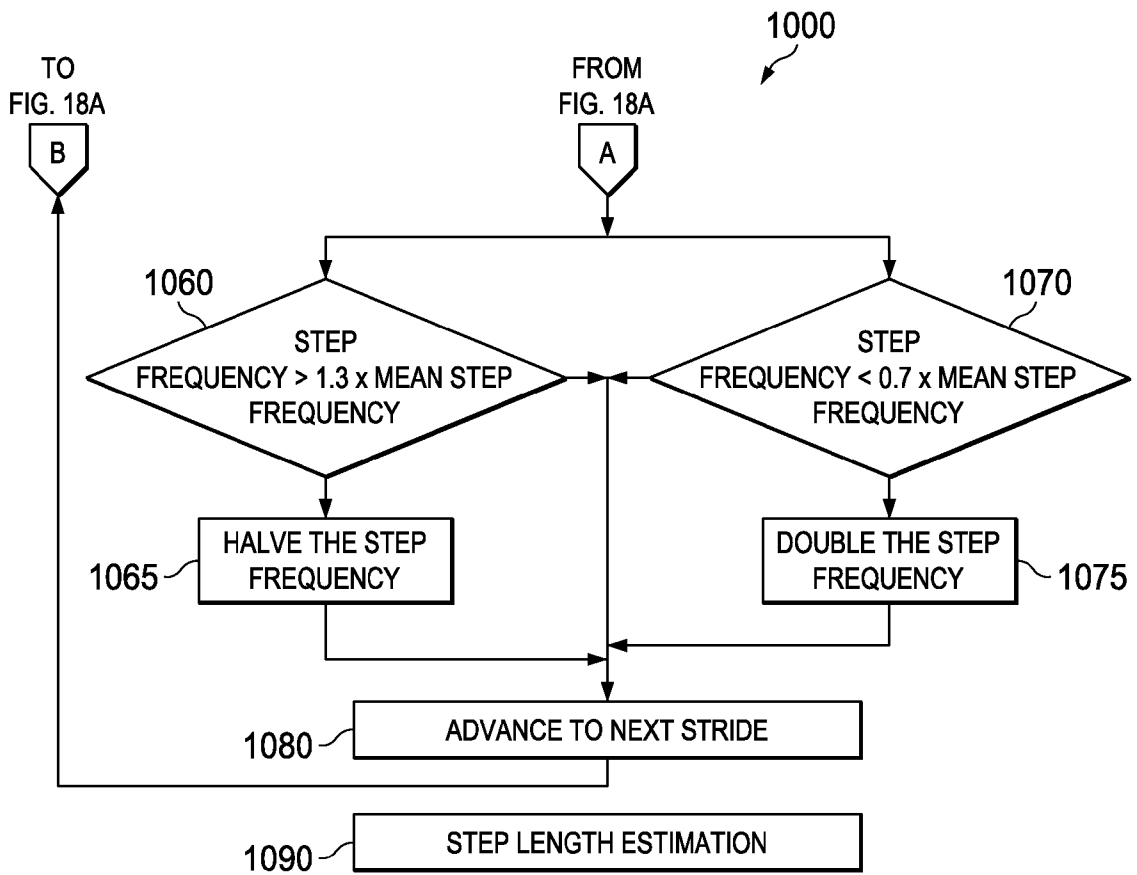 1000
TO
FIG. 18A
B
FROM
FIG. 18A
A
1060
STEP
FREQUENCY > 1.3 x MEAN STEP
FREQUENCY
1070
STEP
FREQUENCY < 0.7 x MEAN STEP
FREQUENCY
1065
HALVE THE STEP
FREQUENCY
DOUBLE THE STEP
FREQUENCY
1075
1080
ADVANCE TO NEXT STRIDE
1090
STEP LENGTH ESTIMATION